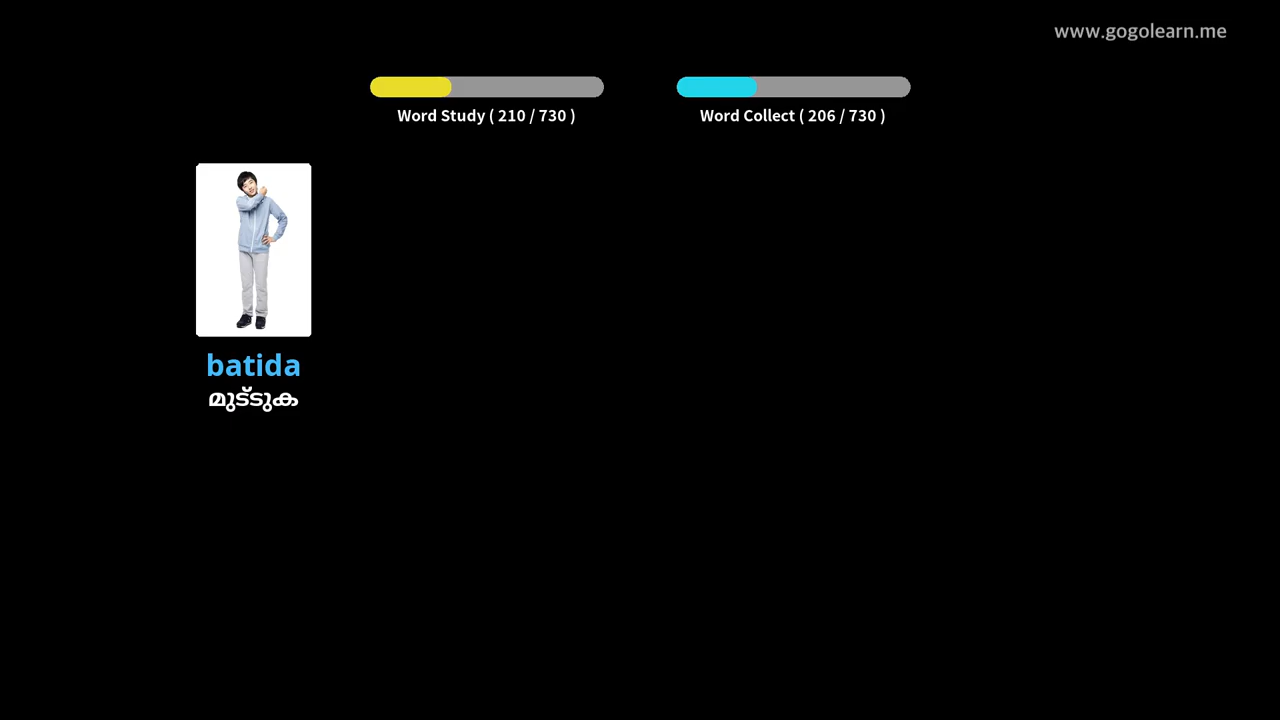 www.gogolearn.me
Word Study ( 210 / 730 )
Word Collect ( 206 / 730 )
batida
മുട്ടുക